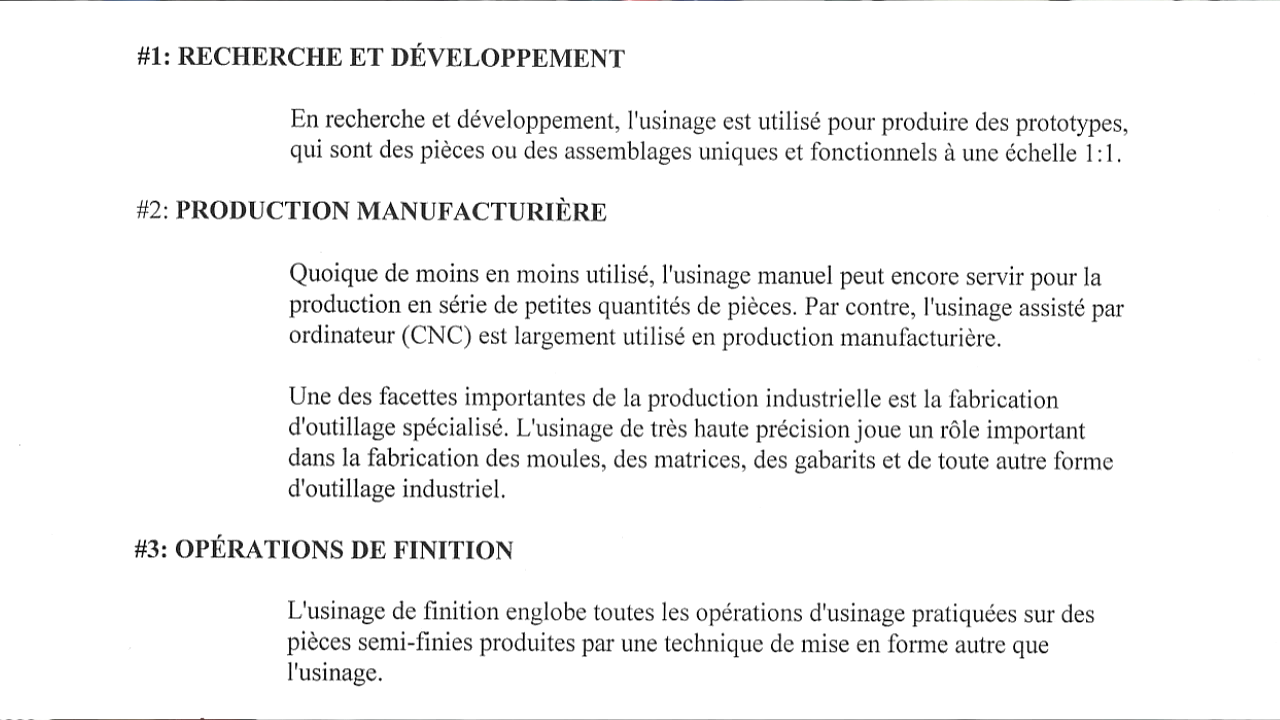 #1: RECHERCHE ET DÉVELOPPEMENT
En recherche et développement, l'usinage est utilisé pour produire des prototypes,
qui sont des pièces ou des assemblages uniques et fonctionnels à une échelle 1:1.
#2: PRODUCTION MANUFACTURIÈRE
Quoique de moins en moins utilisé, l'usinage manuel peut encore servir pour la
production en série de petites quantités de pièces. Par contre, l'usinage assisté par
ordinateur (CNC) est largement utilisé en production manufacturière.
Une des facettes importantes de la production industrielle est la fabrication
d'outillage spécialisé. L'usinage de très haute précision joue un rôle important
dans la fabrication des moules, des matrices, des gabarits et de toute autre forme
d'outillage industriel.
#3: OPÉRATIONS DE FINITION
L'usinage de finition englobe toutes les opérations d'usinage pratiquées sur des
pièces semi-finies produites par une technique de mise en forme autre que
l'usinage.